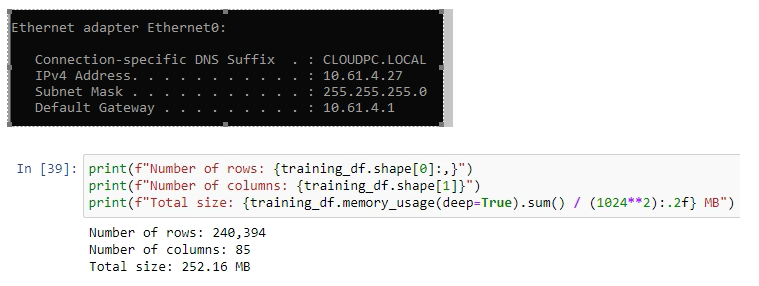 Ethernet adapter Ethernet0:
Connection-specific DNS Suffix  . : CLOUDPC.LOCAL
IPv4 Address. . . . . . . . . . . : 10.61.4.27
Subnet Mask . . . . . . . . . . . : 255.255.255.0
Default Gateway . . . . . . . . . : 10.61.4.1
In [39]: print(f"Number of rows: {training_df.shape[0]:,}")
print(f"Number of columns: {training_df.shape[1]}")
print(f"Total size: {training_df.memory_usage(deep=True).sum() / (1024**2):.2f} MB")
Number of rows: 240,394
Number of columns: 85
Total size: 252.16 MB